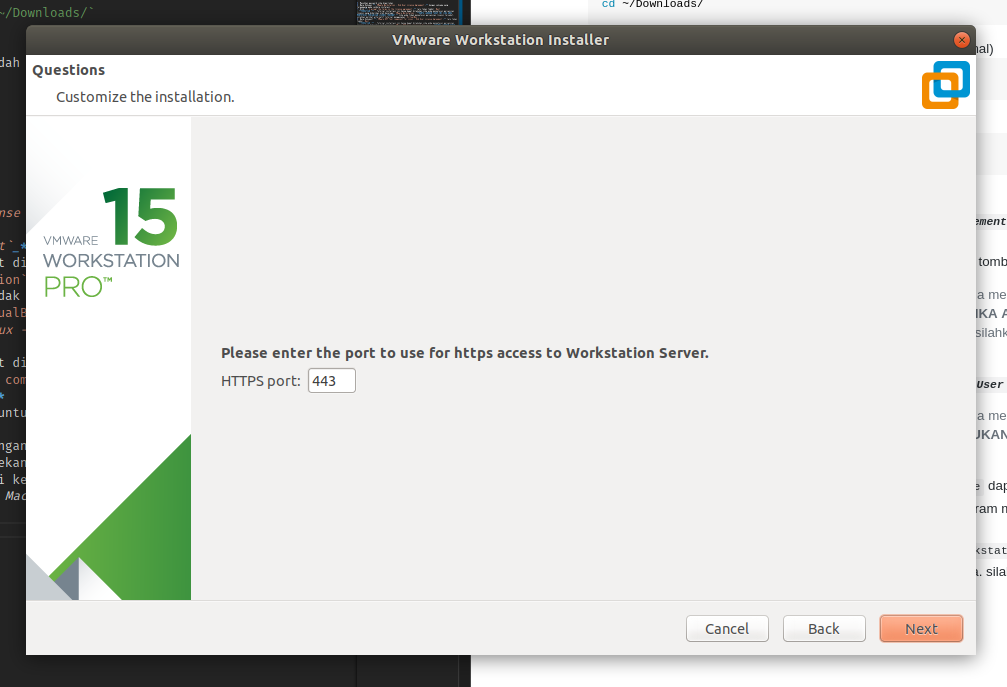 ~/Downloads/`
cd ~/Downloads/
VMware Workstation Installer
Questions
Customize the installation.
VMWARE 15
WORKSTATION
PRO™
Please enter the port to use for https access to Workstation Server.
HTTPS port: 443
Cancel Back Next
dah
nse
t`_*
t di
ion`
dak
ualB
ux -
t di
com
*
untu
ngan
ekan
i ke
Mac
nal)
ement
tomb
a me
IKA A
silahk
User
a me
UKAN
e dap
ram m
kstat
a. sila